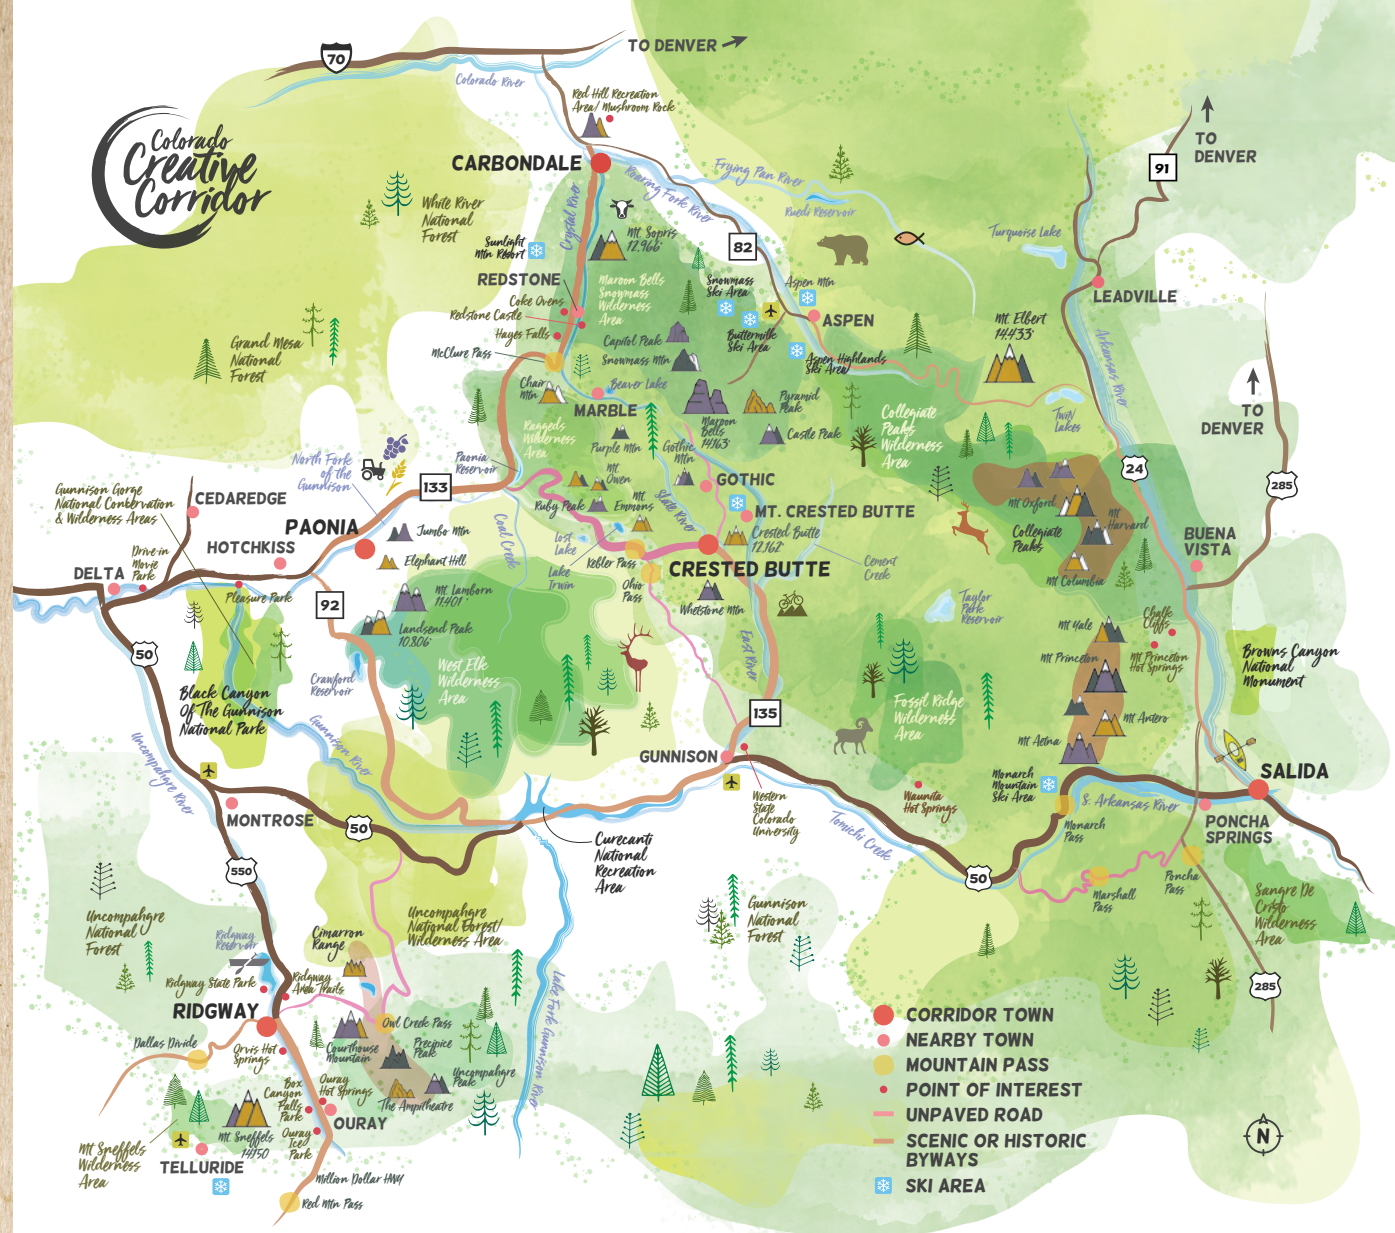 70
TO DENVER
Colorado River
Red Hill Recreation
Area/ Mushroom Rock
91
TO
DENVER
Colorado
Creative
Corridor
CARBONDALE
Roaring Fork River
Frying Pan River
Ruedi Reservoir
White River
National
Forest
Crystal River
Mt. Sopris
12,966'
82
Turquoise Lake
Sunlight
Mtn Resort
REDSTONE
Coke Ovens
Redstone Castle
Hayes Falls
McClure Pass
Maroon Bells
Snowmass
Wilderness
Area
Snowmass
Ski Area
Aspen Mtn
ASPEN
Buttermilk
Ski Area
Aspen Highlands
Ski Area
LEADVILLE
Mt. Elbert
14,433'
Arkansas River
Grand Mesa
National
Forest
Capitol Peak
Snowmass Mtn
Chair
Mtn
Beaver Lake
MARBLE
Maroon
Bells
14,163'
Pyramid
Peak
Castle Peak
Collegiate
Peaks
Wilderness
Area
Twin
Lakes
TO
DENVER
Raggeds
Wilderness
Area
Purple Mtn
Gothic
Mtn
GOTHIC
24
285
North Fork
of the
Gunnison
Paonia
Reservoir
133
Mt.
Owen
Ruby Peak
Mt.
Emmons
Slate River
MT. CRESTED BUTTE
Crested Butte
12,162'
Mt Oxford
Mt
Harvard
Collegiate
Peaks
Mt Columbia
BUENA
VISTA
Gunnison Gorge
National Conservation
& Wilderness Areas
CEDAREDGE
PAONIA
HOTCHKISS
Jumbo Mtn
Elephant Hill
Coal Creek
Lost
Lake
Lake
Irwin
Kebler Pass
CRESTED BUTTE
Cement
Creek
DELTA
Drive-in
Movie
Park
Pleasure Park
92
Mt. Lamborn
11,401'
Landsend Peak
10,806'
Ohio
Pass
Whetstone Mtn
Taylor
Park
Reservoir
Chalk
Cliffs
Mt Yale
Mt Princeton
Mt Princeton
Hot Springs
Browns Canyon
National
Monument
50
Crawford
Reservoir
West Elk
Wilderness
Area
East River
Black Canyon
Of The Gunnison
National Park
Fossil Ridge
Wilderness
Area
Mt Antero
Mt Aetna
Uncompahgre River
Gunnison River
135
GUNNISON
Western
State
Colorado
University
Waunita
Hot Springs
Monarch
Mountain
Ski Area
S. Arkansas River
SALIDA
MONTROSE
50
Curecanti
National
Recreation
Area
Tomichi Creek
Monarch
Pass
PONCHA
SPRINGS
550
50
Marshall
Pass
Poncha
Pass
Uncompahgre
National
Forest
Uncompahgre
National Forest/
Wilderness Area
Gunnison
National
Forest
Sangre De
Cristo
Wilderness
Area
Cimarron
Range
Ridgway
Reservoir
Ridgway State Park
Ridgway
Area Trails
RIDGWAY
Lake Fork Gunnison River
285
Dallas Divide
Orvis Hot
Springs
Owl Creek Pass
Courthouse
Mountain
Precipice
Peak
Uncompahgre
Peak
The Ampitheatre
Box
Canyon
Falls
Park
Ouray
Hot Springs
OURAY
Ouray
Ice
Park
Mt. Sneffels
14,150
Mt Sneffels
Wilderness
Area
TELLURIDE
Million Dollar HWY
Red Mtn Pass
CORRIDOR TOWN
NEARBY TOWN
MOUNTAIN PASS
POINT OF INTEREST
UNPAVED ROAD
SCENIC OR HISTORIC
BYWAYS
SKI AREA
N